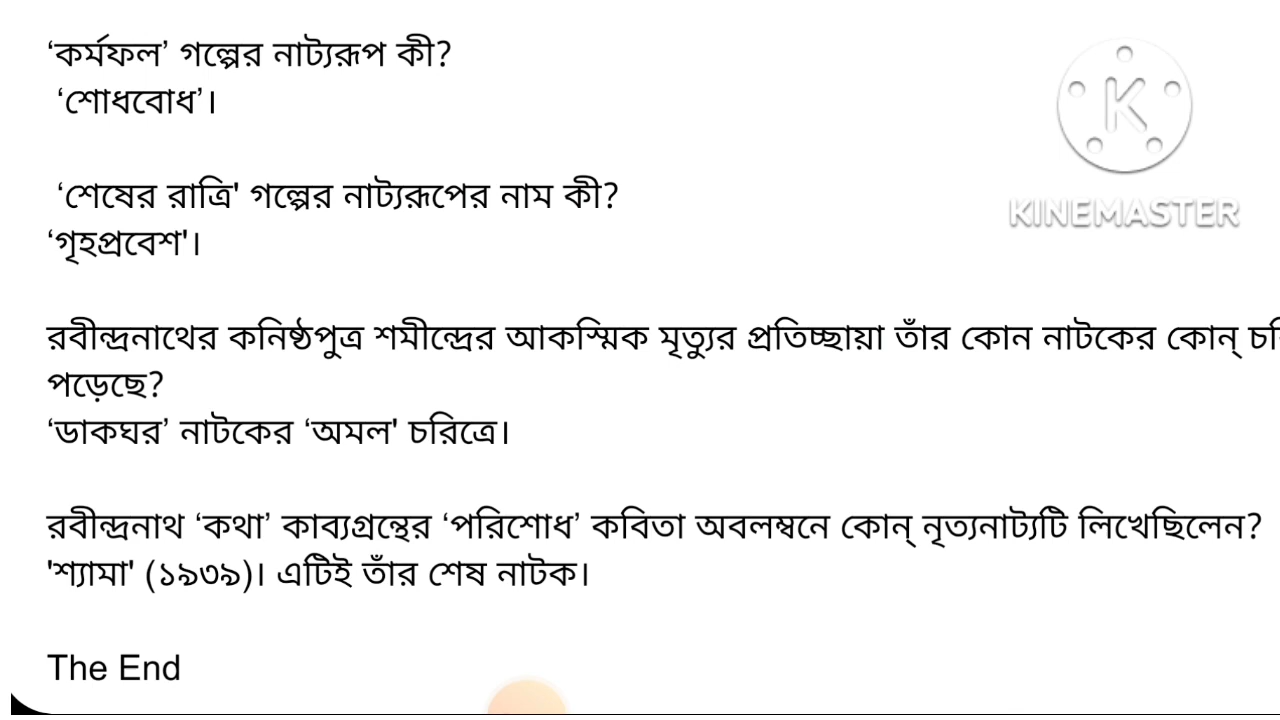 ‘কর্মফল’ গল্পের নাট্যরূপ কী?
‘শোধবোধ’।
‘শেষের রাত্রি' গল্পের নাট্যরূপের নাম কী?
‘গৃহপ্রবেশ'।
রবীন্দ্রনাথের কনিষ্ঠপুত্র শমীন্দ্রের আকস্মিক মৃত্যুর প্রতিচ্ছায়া তাঁর কোন নাটকের কোন্
পড়েছে?
‘ডাকঘর’ নাটকের ‘অমল' চরিত্রে।
রবীন্দ্রনাথ ‘কথা’ কাব্যগ্রন্থের ‘পরিশোধ’ কবিতা অবলম্বনে কোন্ নৃত্যনাট্যটি লিখেছিলেন?
'শ্যামা' (১৯৩৯)। এটিই তাঁর শেষ নাটক।
The End
K
KINEMASTER